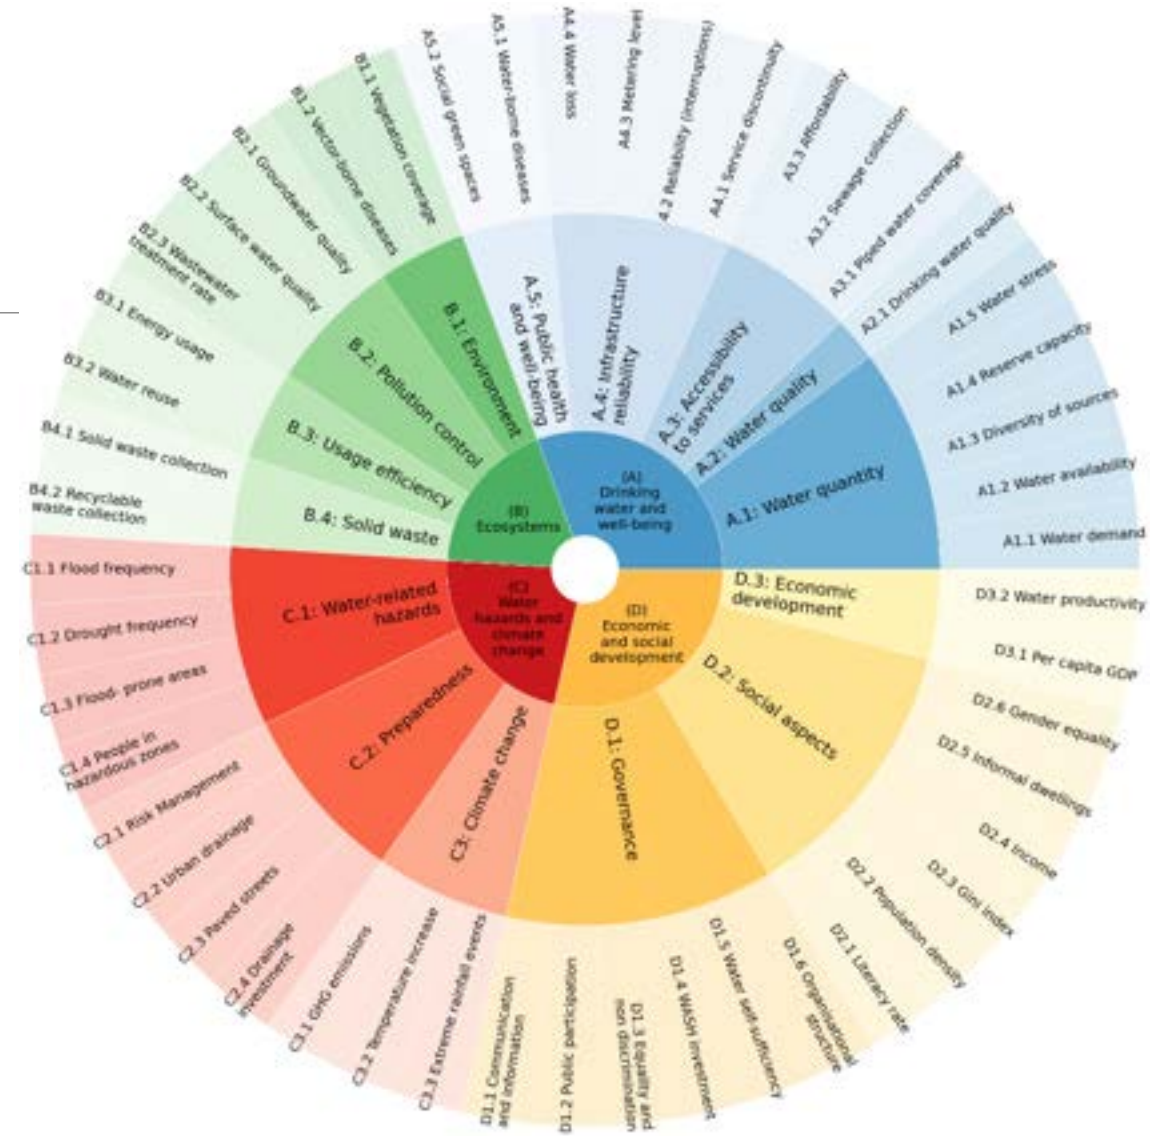 (A)
Drinking
water and
well-being
A.1: Water quantity
A1.1 Water demand
A1.2 Water availability
A1.3 Diversity of sources
A1.4 Reserve capacity
A1.5 Water stress
A.2: Water quality
A2.1 Drinking water quality
A.3: Accessibility
to services
A3.1 Piped water coverage
A3.2 Sewage collection
A3.3 Affordability
A.4: Infrastructure
reliability
A4.1 Service discontinuity
4.2 Reliability (interruptions)
A4.3 Metering level
A4.4 Water loss
A.5: Public health
and well-being
A5.1 Water-borne diseases
A5.2 Social green spaces
(B)
Ecosystems
B.1: Environment
B1.1 Vegetation coverage
B1.2 Vector-borne diseases
B.2: Pollution control
B2.1 Groundwater quality
B2.2 Surface water quality
B2.3 Wastewater
treatment rate
B.3: Usage efficiency
B3.1 Energy usage
B3.2 Water reuse
B.4: Solid waste
B4.1 Solid waste collection
B4.2 Recyclable
waste collection
(C)
Water
hazards and
climate
change
C.1: Water-related
hazards
C1.1 Flood frequency
C1.2 Drought frequency
C1.3 Flood- prone areas
C1.4 People in
hazardous zones
C.2: Preparedness
C2.1 Risk Management
C2.2 Urban drainage
C2.3 Paved streets
C2.4 Drainage
investment
C3: Climate change
C3.1 GHG emissions
C3.2 Temperature increase
C3.3 Extreme rainfall events
(D)
Economic
and social
development
D.1: Governance
D1.1 Communication
and information
D1.2 Public participation
D1.3 Equality and
non discrimination
D1.4 WASH investment
D1.5 Water self-sufficiency
D1.6 Organisational
structure
D.2: Social aspects
D2.1 Literacy rate
D2.2 Population density
D2.3 Gini index
D2.4 Income
D2.5 Informal dwellings
D2.6 Gender equality
D.3: Economic
development
D3.1 Per capita GDP
D3.2 Water productivity